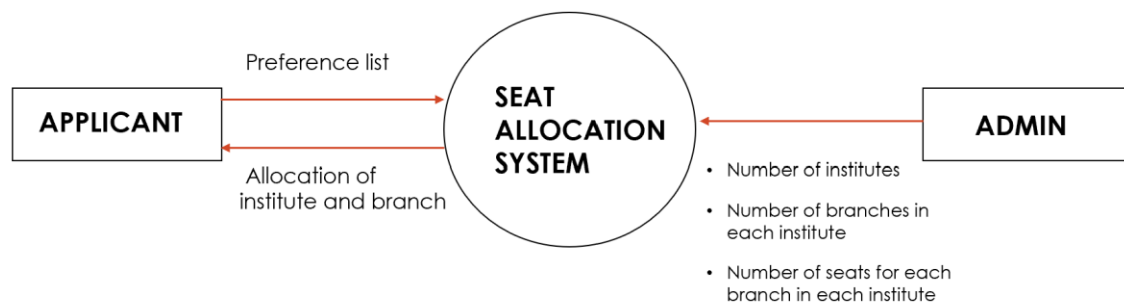 Preference list
APPLICANT
Allocation of
institute and branch
SEAT
ALLOCATION
SYSTEM
ADMIN
• Number of institutes
• Number of branches in
each institute
• Number of seats for each
branch in each institute